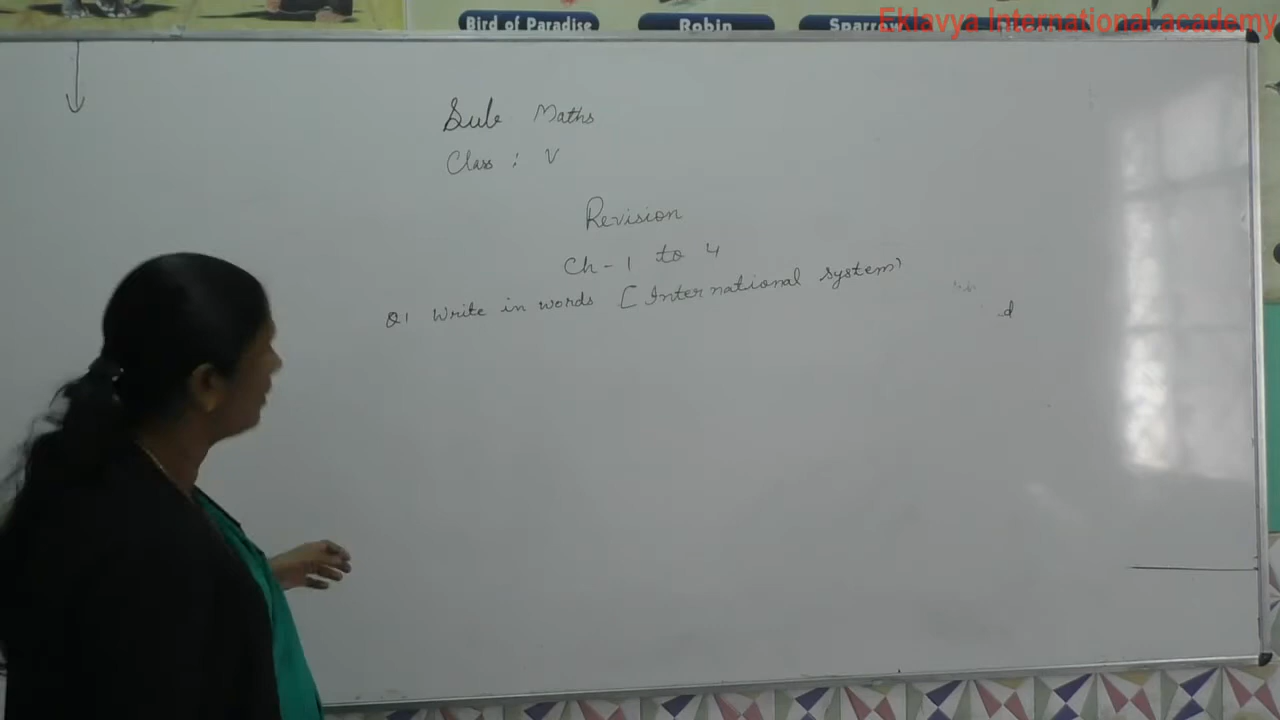 Bird of Paradise
Robin
Sparrow
Eklavya International academy
Sub Maths
Class : V
Revision
Ch - 1 to 4
Q1 Write in words [International system]
d